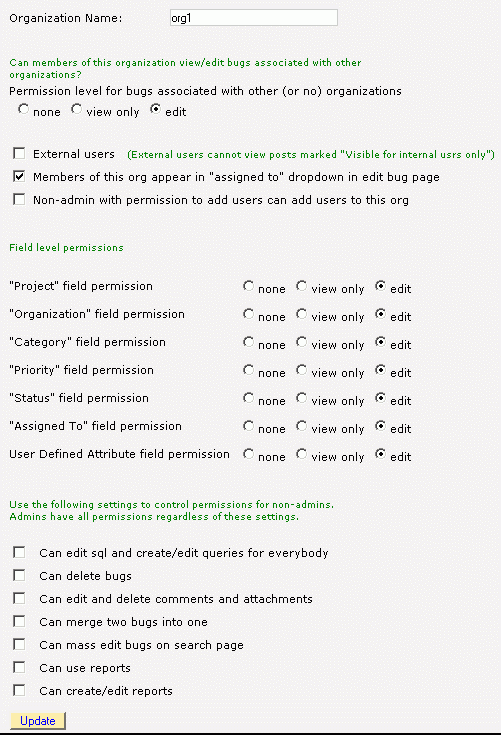 Organization Name: org1
Can members of this organization view/edit bugs associated with other
organizations?
Permission level for bugs associated with other (or no) organizations
none view only edit
External users (External users cannot view posts marked "Visible for internal usrs only")
Members of this org appear in "assigned to" dropdown in edit bug page
Non-admin with permission to add users can add users to this org
Field level permissions
"Project" field permission none view only edit
"Organization" field permission none view only edit
"Category" field permission none view only edit
"Priority" field permission none view only edit
"Status" field permission none view only edit
"Assigned To" field permission none view only edit
User Defined Attribute field permission none view only edit
Use the following settings to control permissions for non-admins.
Admins have all permissions regardless of these settings.
Can edit sql and create/edit queries for everybody
Can delete bugs
Can edit and delete comments and attachments
Can merge two bugs into one
Can mass edit bugs on search page
Can use reports
Can create/edit reports
Update